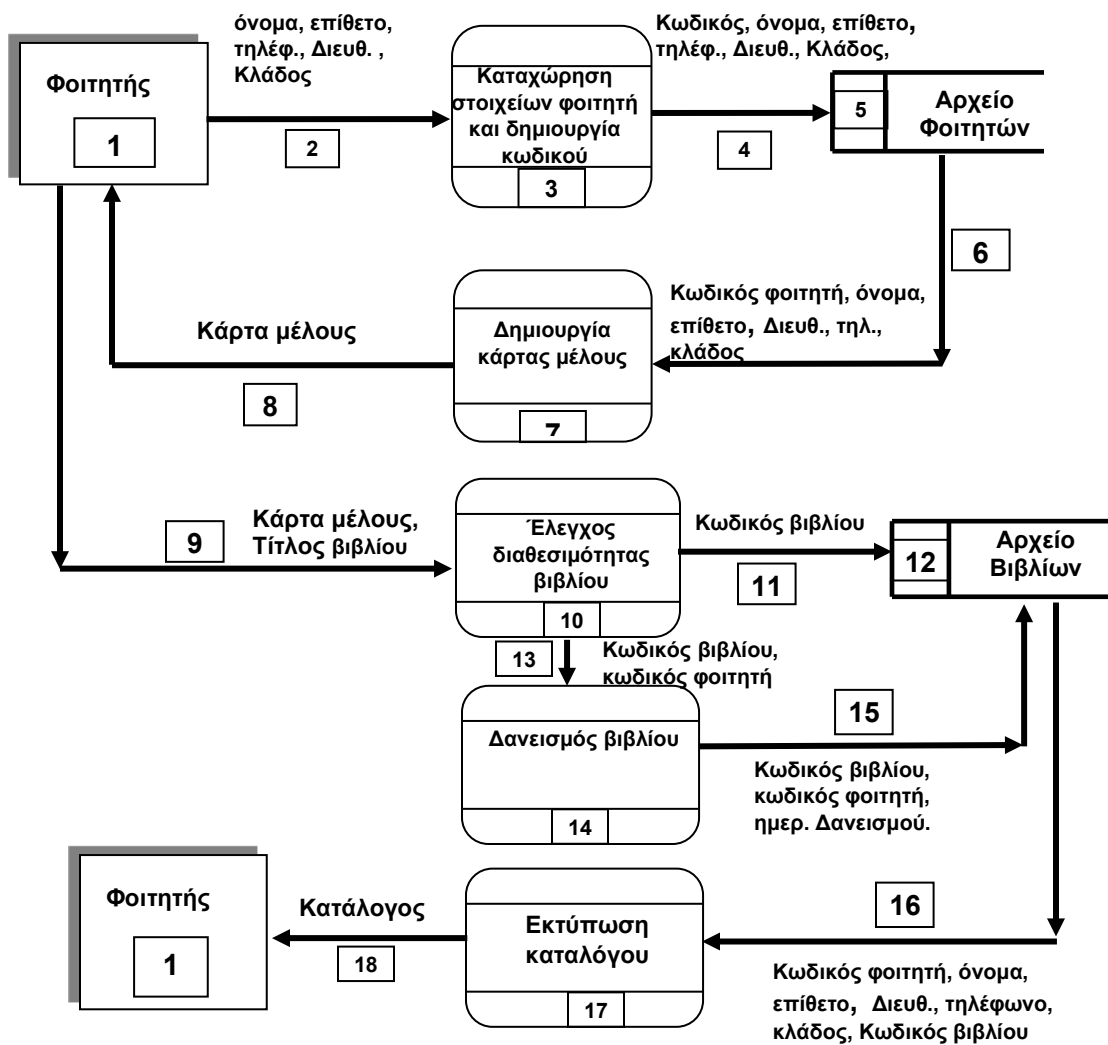 όνομα, επίθετο,
τηλέφ., Διευθ. ,
Κλάδος
Κωδικός, όνομα, επίθετο,
τηλέφ., Διευθ., Κλάδος,
Φοιτητής
1
2
Καταχώρηση
στοιχείων φοιτητή
και δημιουργία
κωδικού
3
4
5
Αρχείο
Φοιτητών
6
Κωδικός φοιτητή, όνομα,
επίθετο, Διευθ., τηλ.,
κλάδος
Δημιουργία
κάρτας μέλους
7
Κάρτα μέλους
8
9
Κάρτα μέλους,
Τίτλος βιβλίου
Έλεγχος
διαθεσιμότητας
βιβλίου
10
Κωδικός βιβλίου
11
12
Αρχείο
Βιβλίων
13
Κωδικός βιβλίου,
κωδικός φοιτητή
Δανεισμός βιβλίου
14
15
Κωδικός βιβλίου,
κωδικός φοιτητή,
ημερ. Δανεισμού.
16
Κωδικός φοιτητή, όνομα,
επίθετο, Διευθ., τηλέφωνο,
κλάδος, Κωδικός βιβλίου
Εκτύπωση
καταλόγου
17
Κατάλογος
18
Φοιτητής
1